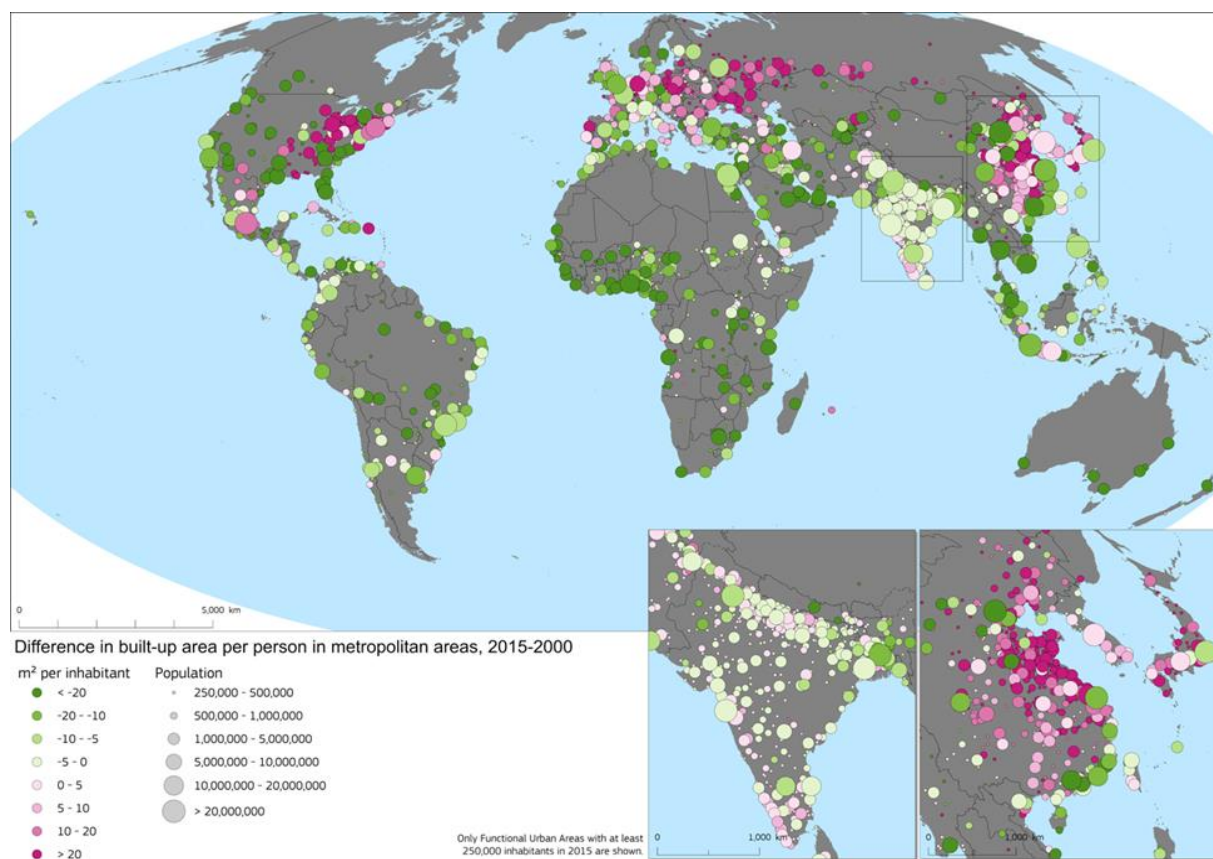 0
5,000 km
Difference in built-up area per person in metropolitan areas, 2015-2000
m² per inhabitant
Population
< -20
250,000 - 500,000
-20 - -10
500,000 - 1,000,000
-10 - -5
1,000,000 - 5,000,000
-5 - 0
5,000,000 - 10,000,000
0 - 5
10,000,000 - 20,000,000
5 - 10
> 20,000,000
10 - 20
> 20
Only Functional Urban Areas with at least
250,000 inhabitants in 2015 are shown.
0
1,000 km
0
1,000 km